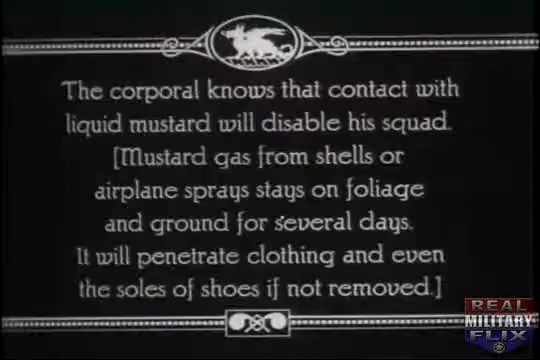 The corporal knows that contact with
liquid mustard will disable his squad.
[Mustard gas from shells or
airplane sprays stays on foliage
and ground for several days.
It will penetrate clothing and even
the soles of shoes if not removed.]
REAL
MILITARY
FLIX